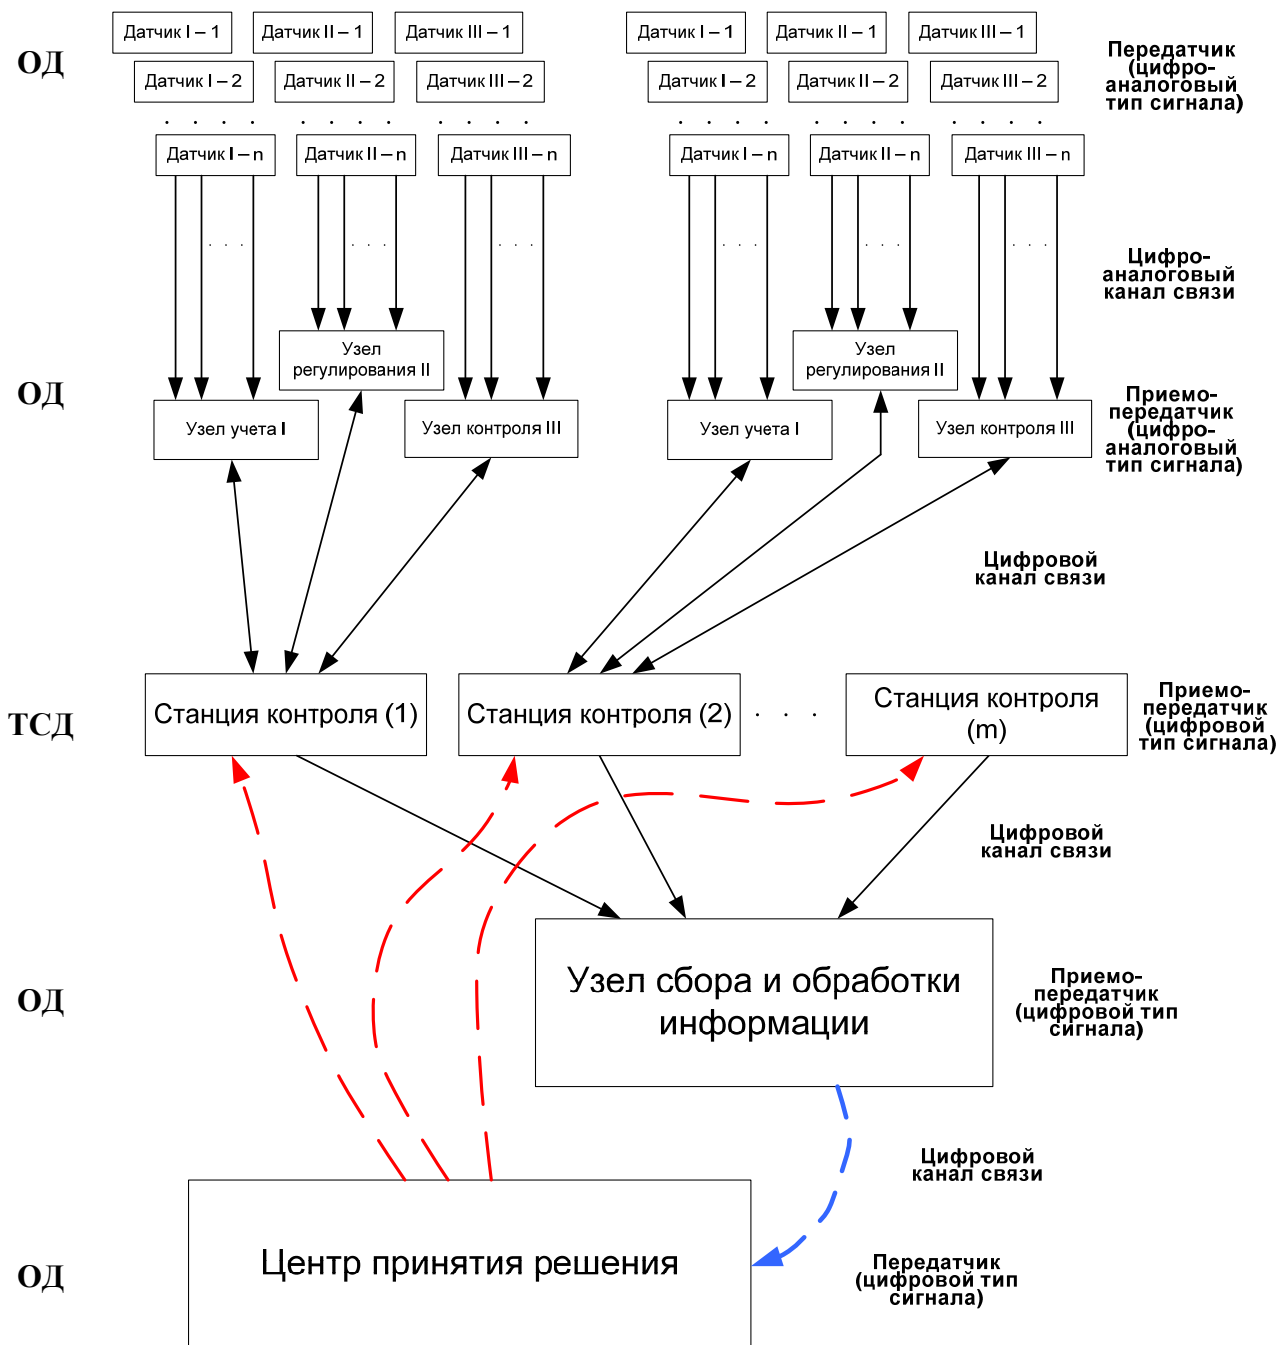 Датчик I – 1
Датчик II – 1
Датчик III – 1
Датчик I – 1
Датчик II – 1
Датчик III – 1
ОД
Датчик I – 2
Датчик II – 2
Датчик III – 2
Датчик I – 2
Датчик II – 2
Датчик III – 2
Передатчик
(цифро-
аналоговый
тип сигнала)
. . . .
. . . .
. . . .
. . . .
. . . .
. . . .
Датчик I – n
Датчик II – n
Датчик III – n
Датчик I – n
Датчик II – n
Датчик III – n
. . .
. . .
. . .
. . .
. . .
. . .
Цифро-
аналоговый
канал связи
Узел
регулирования II
Узел
регулирования II
ОД
Узел учета I
Узел контроля III
Узел учета I
Узел контроля III
Приемо-
передатчик
(цифро-
аналоговый
тип сигнала)
Цифровой
канал связи
ТСД
Станция контроля (1)
Станция контроля (2)
. . . .
Станция контроля
(m)
Приемо-
передатчик
(цифровой
тип сигнала)
Цифровой
канал связи
ОД
Узел сбора и обработки
информации
Приемо-
передатчик
(цифровой тип
сигнала)
Цифровой
канал связи
ОД
Центр принятия решения
Передатчик
(цифровой тип
сигнала)